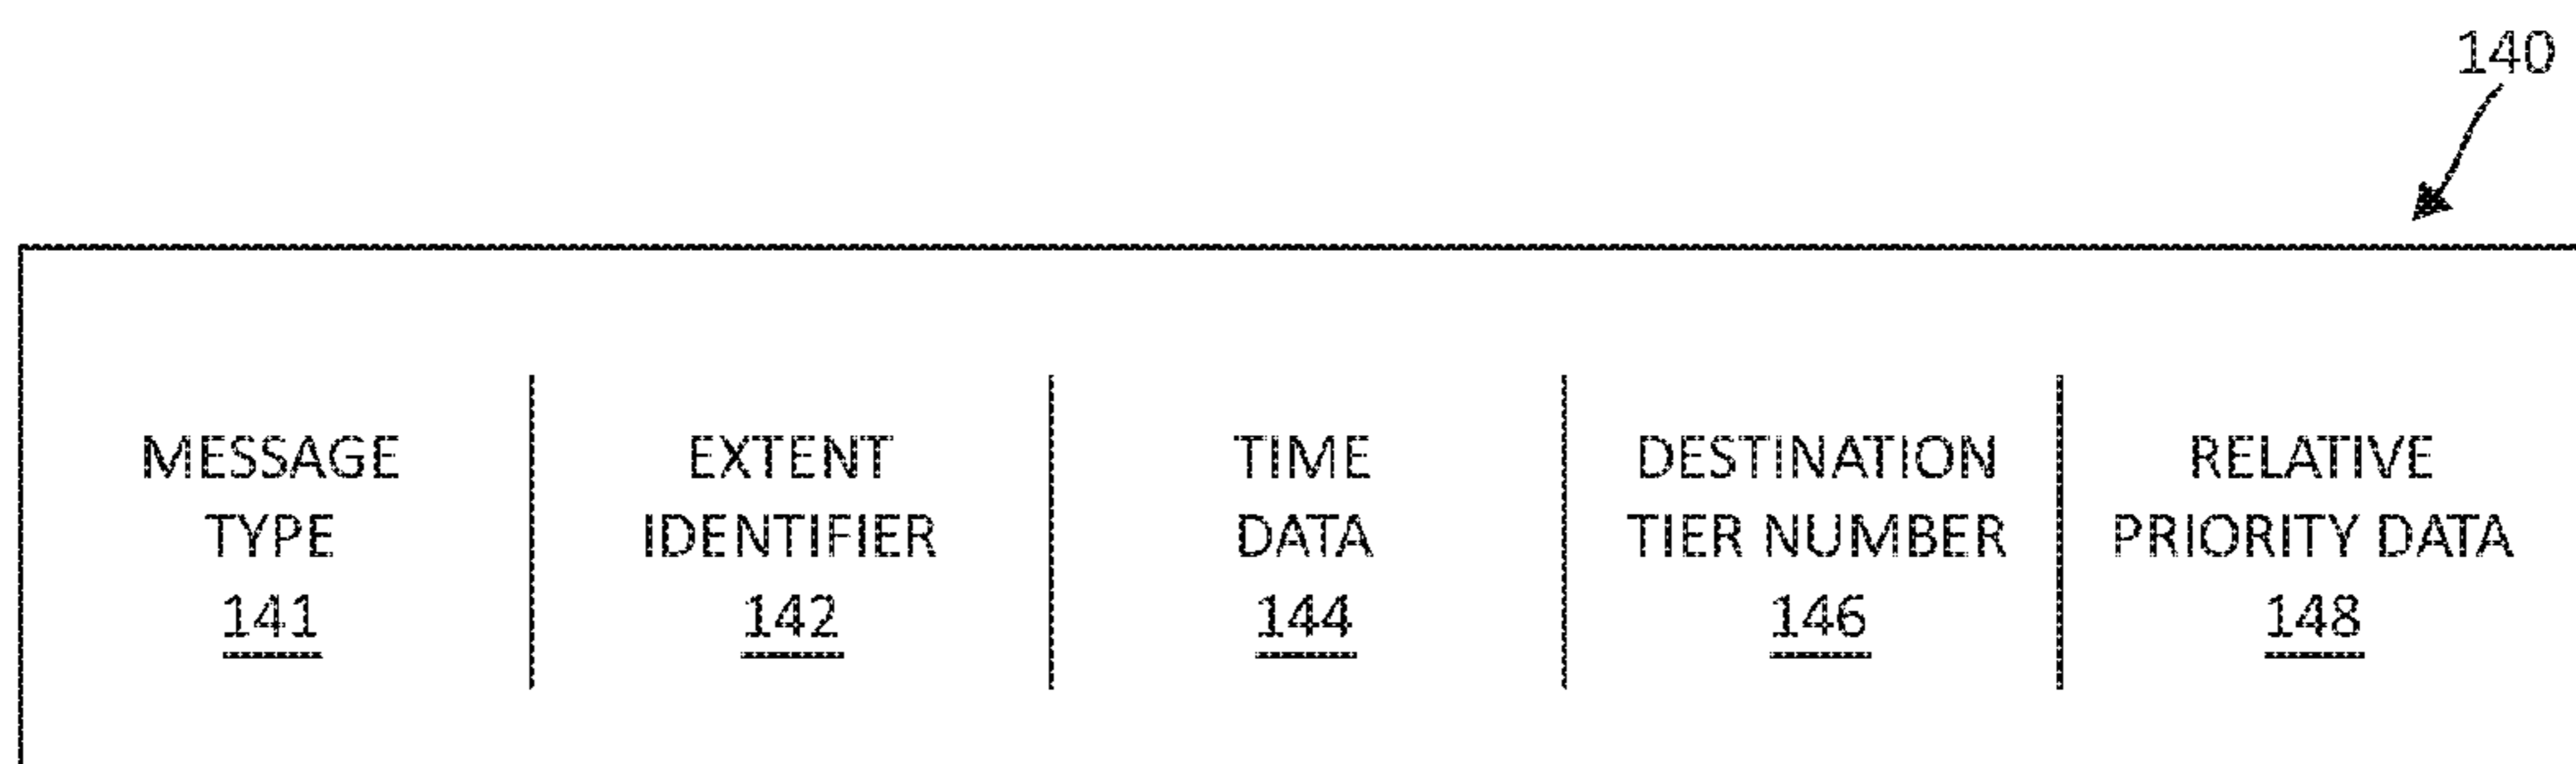 140
MESSAGE
TYPE
141
EXTENT
IDENTIFIER
142
TIME
DATA
144
DESTINATION
TIER NUMBER
146
RELATIVE
PRIORITY DATA
148